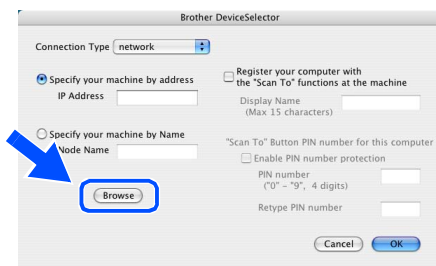 Brother DeviceSelector
Connection Type network
Specify your machine by address
IP Address
Specify your machine by Name
Node Name
Browse
Register your computer with
the "Scan To" functions at the machine
Display Name
(Max 15 characters)
"Scan To" Button PIN number for this computer
Enable PIN number protection
PIN number
("0" - "9", 4 digits)
Retype PIN number
Cancel OK